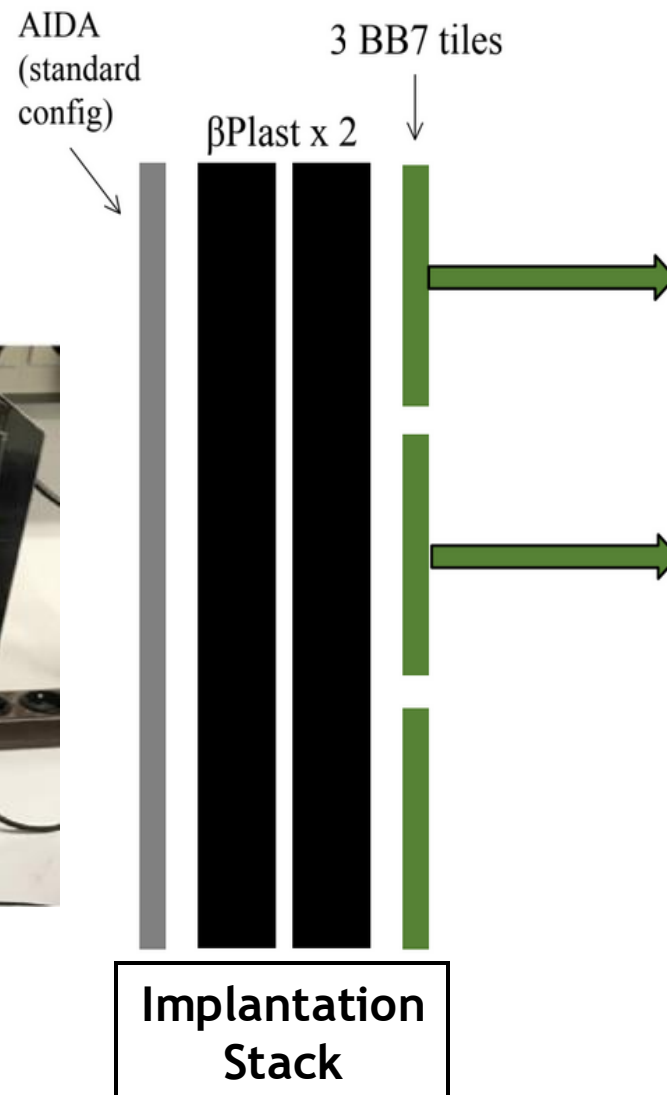 AIDA
(standard
config)
3 BB7 tiles
βPlast x 2
Implantation
Stack